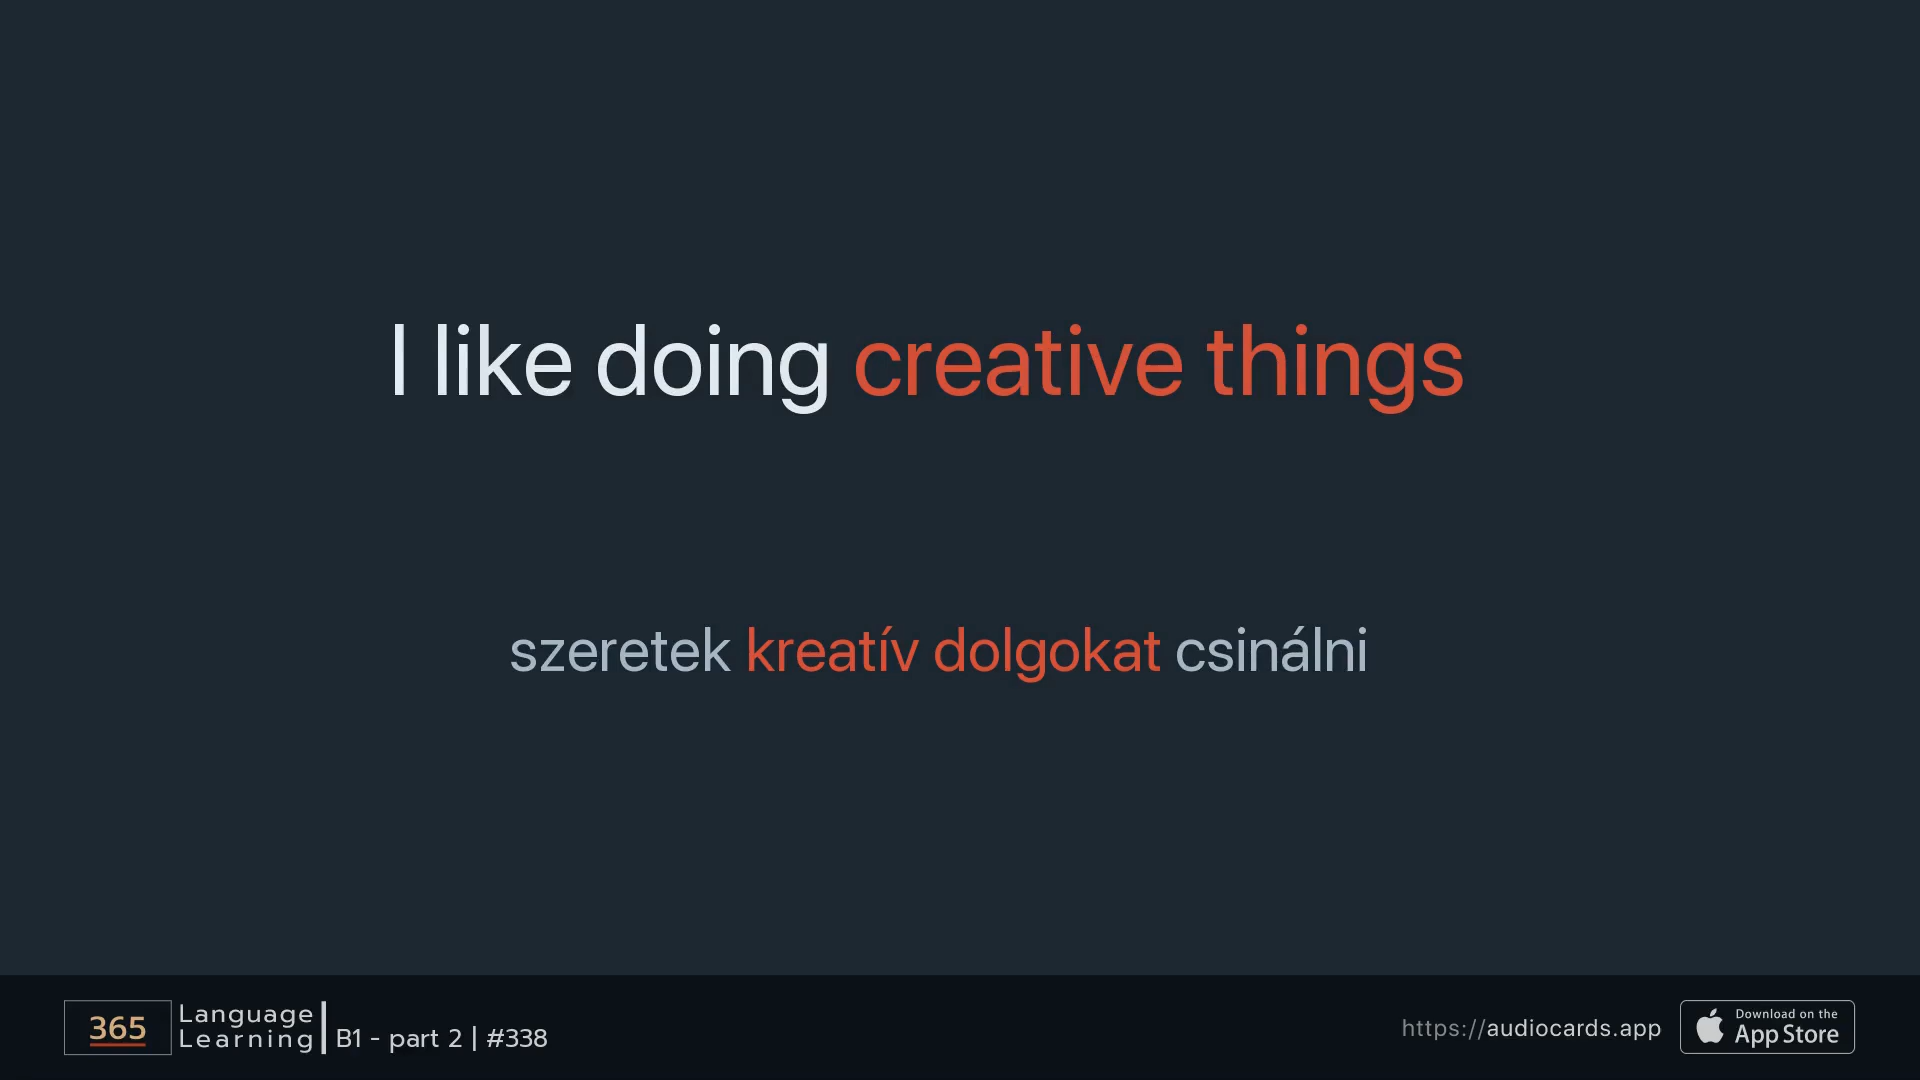 I like doing creative things
szeretek kreatív dolgokat csinálni
365
Language
Learning
B1 - part 2 | #338
https://audiocards.app
Download on the
App Store